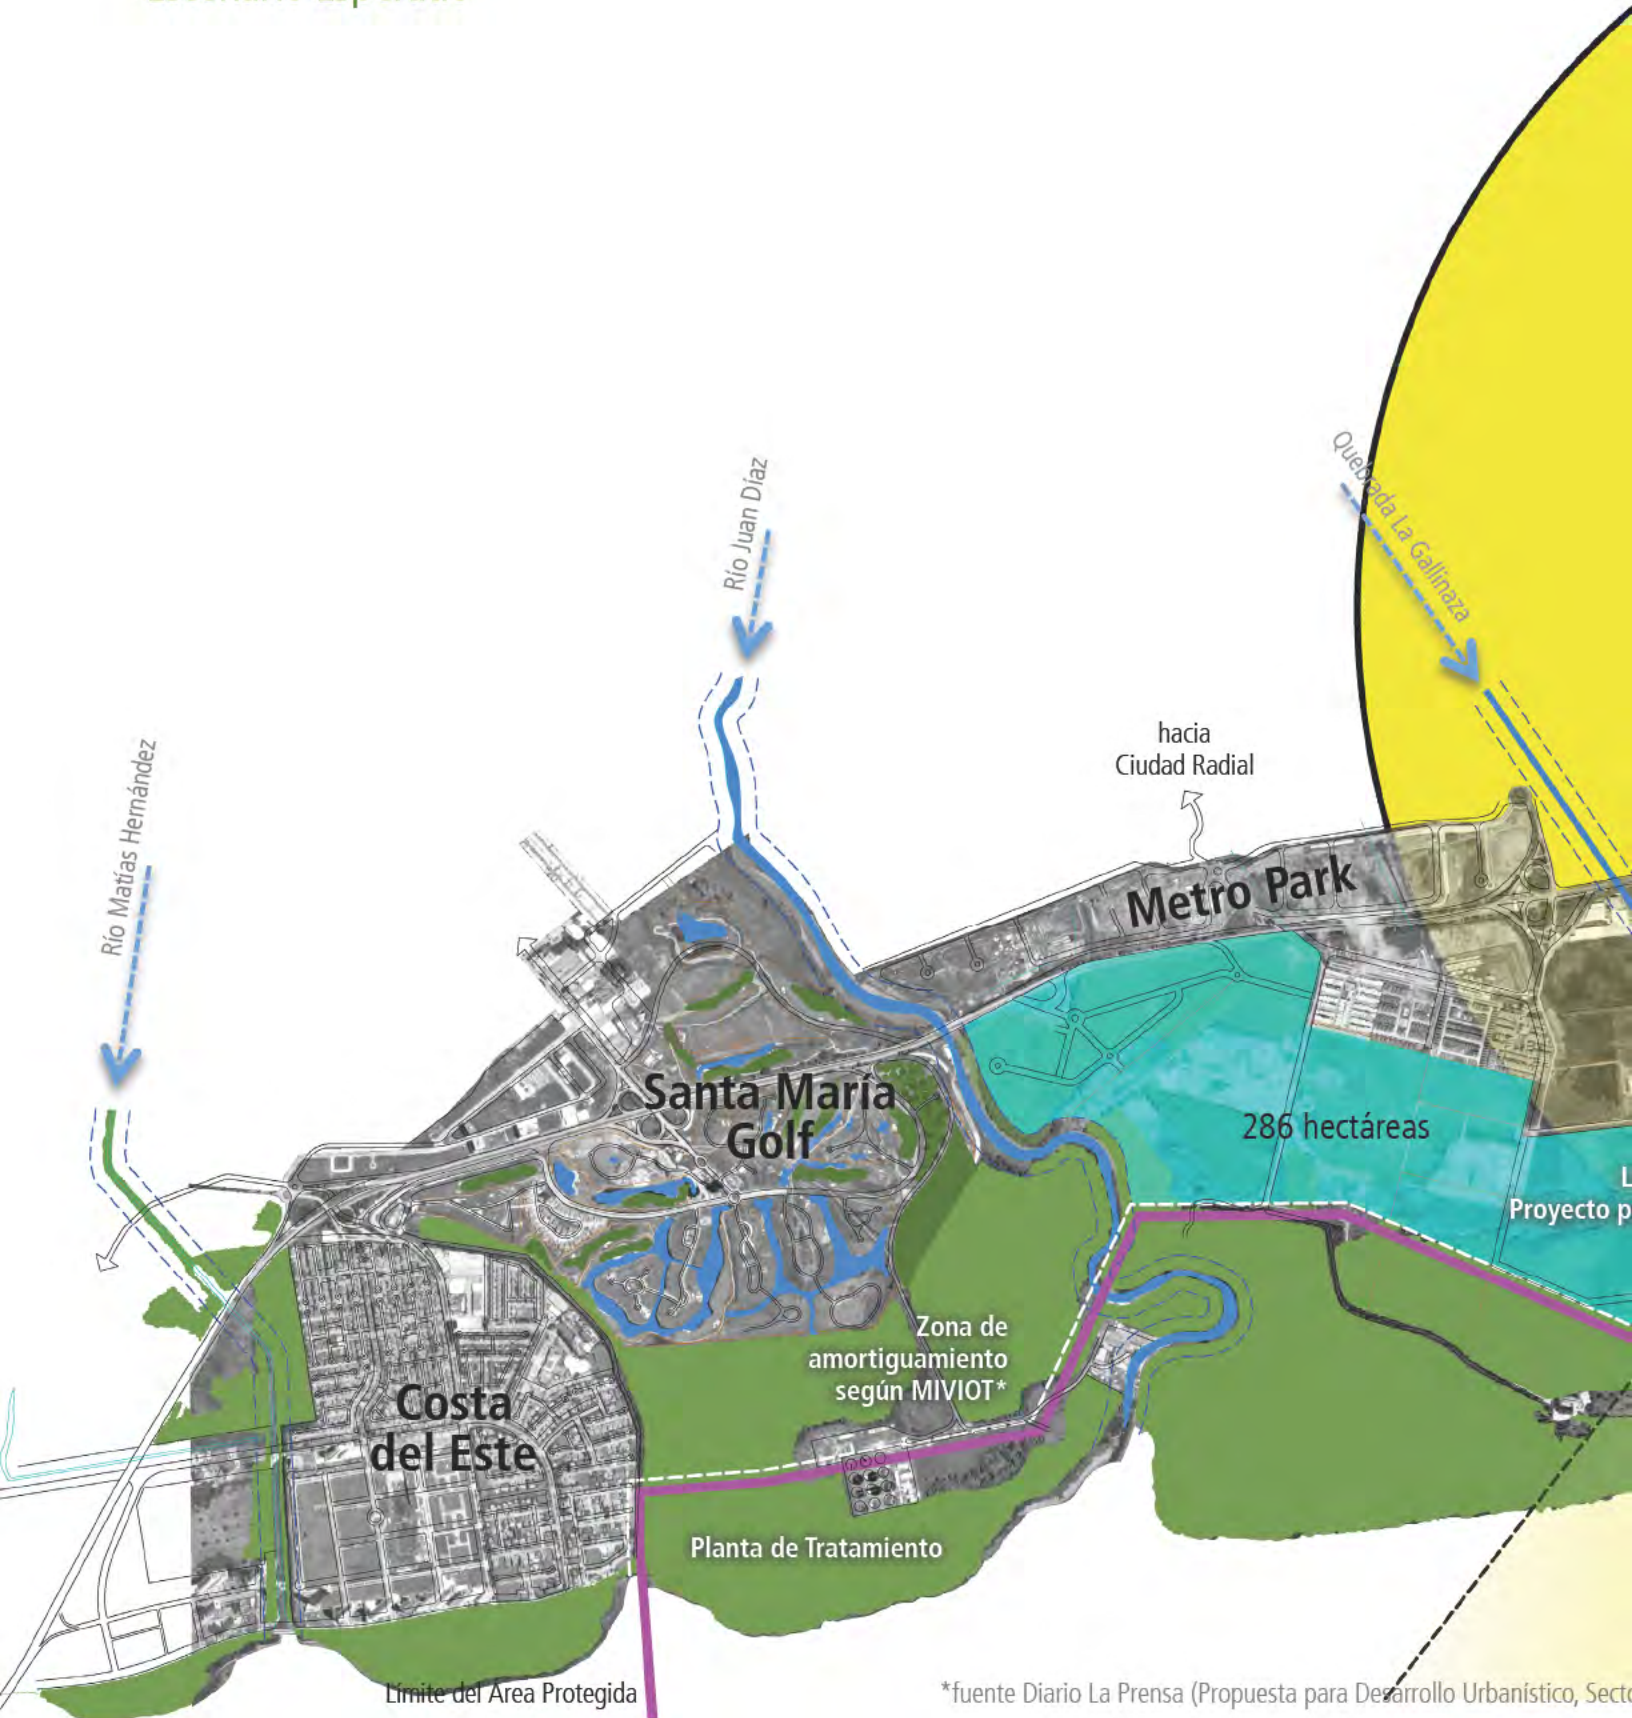 Río Juan Díaz
Quebrada La Gallinaza
hacia
Ciudad Radial
Río Matías Hernández
Metro Park
Santa María
Golf
286 hectáreas
L
Proyecto p
Zona de
amortiguamiento
según MIVIOT*
Costa
del Este
Planta de Tratamiento
Límite del Área Protegida
*fuente Diario La Prensa (Propuesta para Desarrollo Urbanístico, Secto